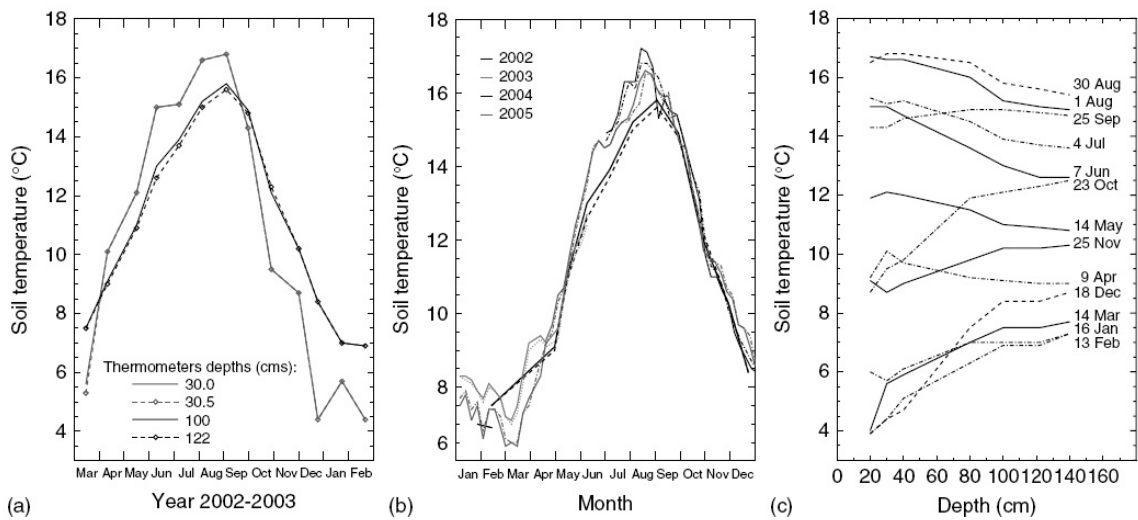 18
16
14
12
10
8
6
4
Soil temperature (°C)
Thermometers depths (cms):
30.0
30.5
100
122
Mar Apr May Jun Jul Aug Sep Oct Nov Dec Jan Feb
(a)
Year 2002-2003
18
16
14
12
10
8
6
Soil temperature (°C)
2002
2003
2004
2005
Jan Feb Mar Apr May Jun Jul Aug Sep Oct Nov Dec
(b)
Month
18
16
14
12
10
8
6
4
Soil temperature (°C)
30 Aug
1 Aug
25 Sep
4 Jul
7 Jun
23 Oct
14 May
25 Nov
9 Apr
18 Dec
14 Mar
16 Jan
13 Feb
0 20 40 60 80 100 120 140 160
(c)
Depth (cm)